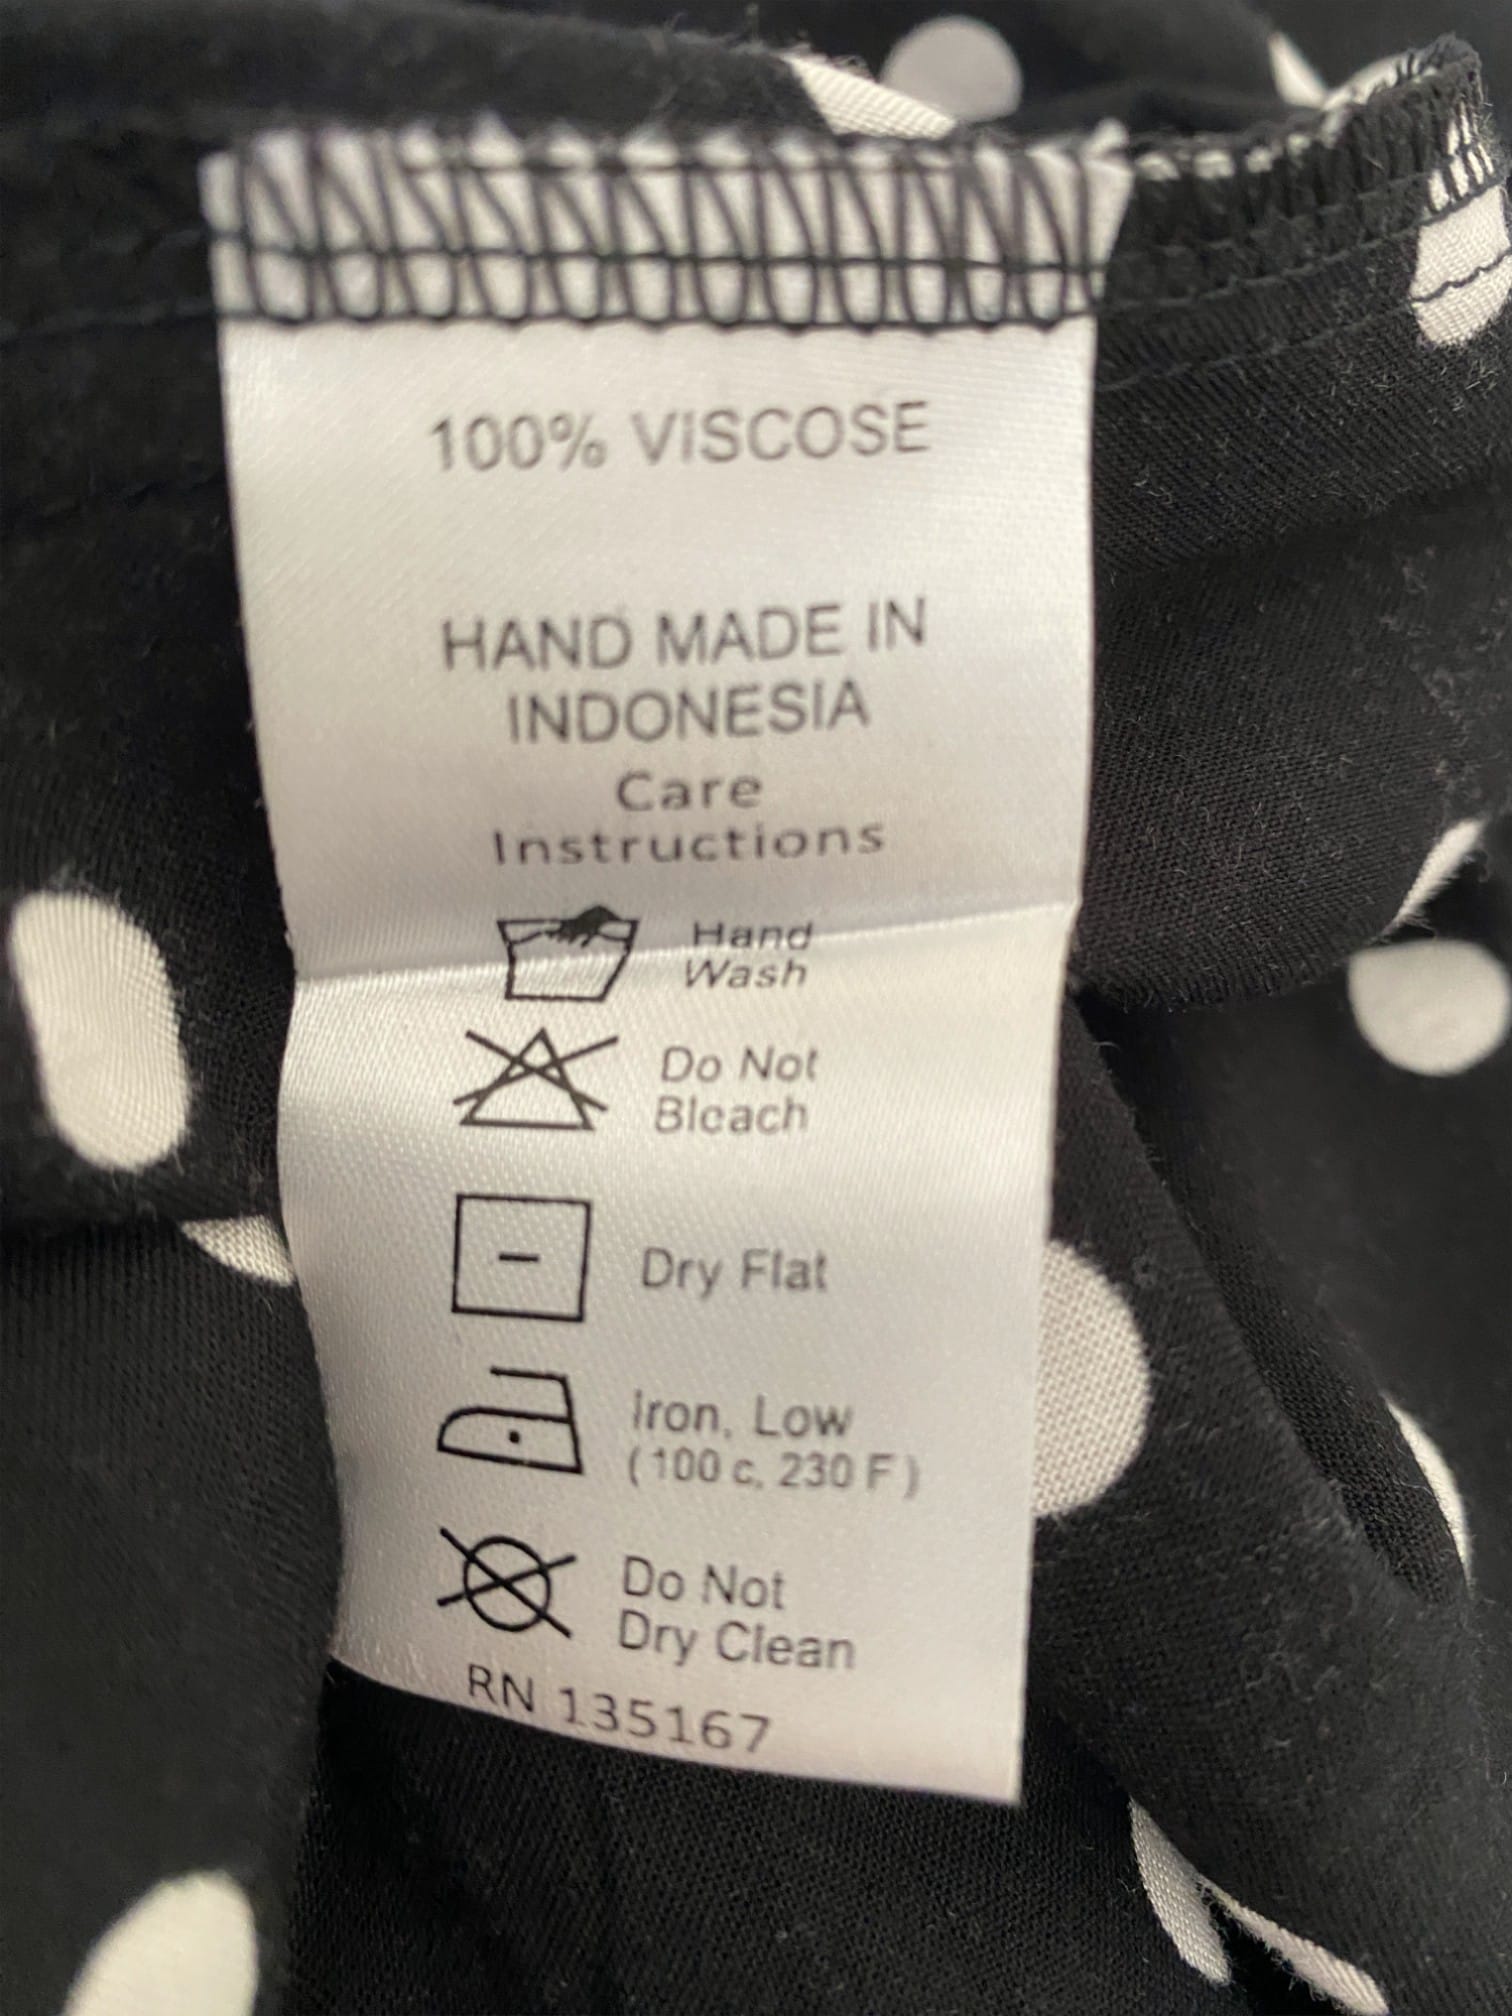 100% VISCOSE
HAND MADE IN
INDONESIA
Care
Instructions
Hand
Wash
Do Not
Bleach
Dry Flat
Iron, Low
(100 c, 230 F)
Do Not
Dry Clean
RN 135167